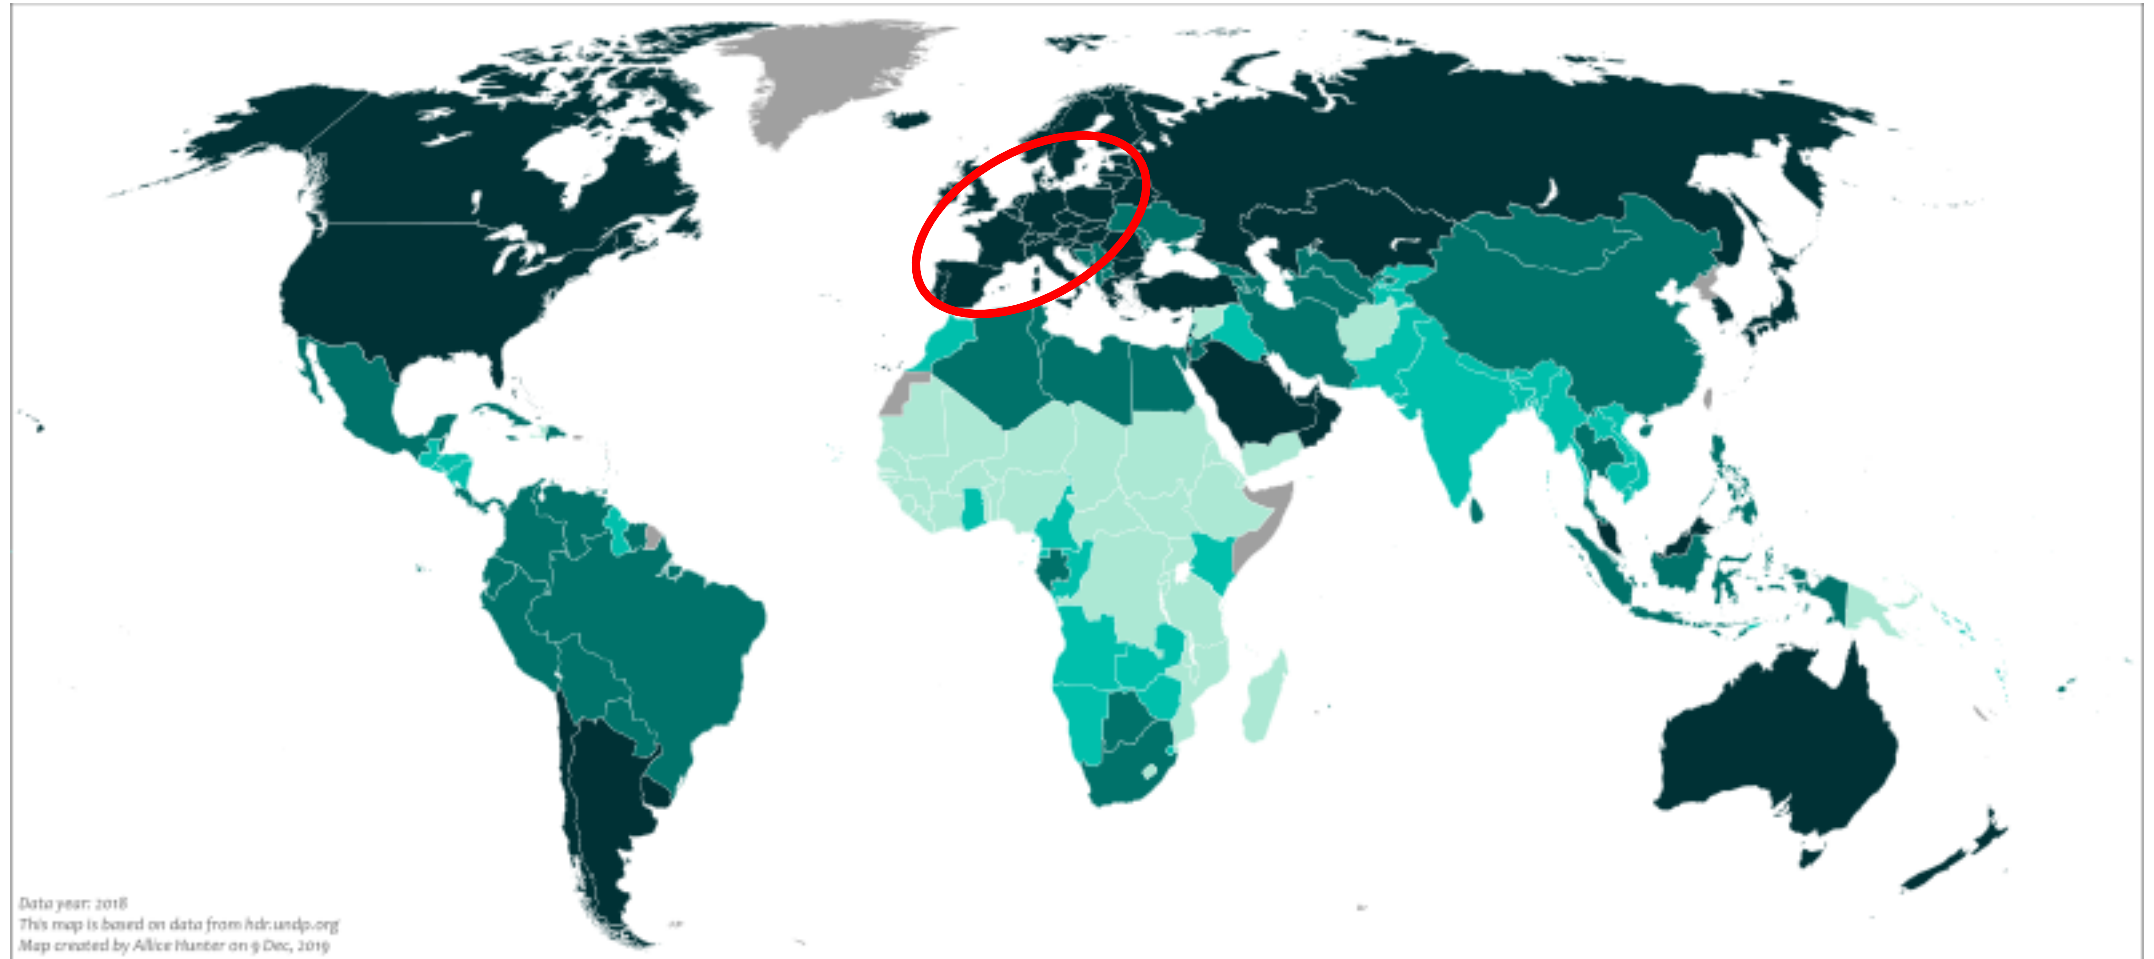 Data year: 2018
This map is based on data from hdr.undp.org
Map created by Allice Hunter on 9 Dec, 2019